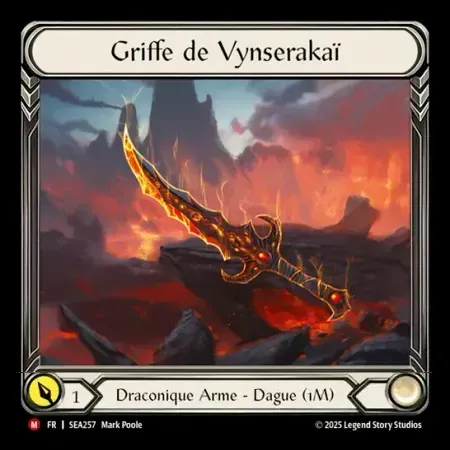 Griffe de Vynserakaï
1 Draconique Arme - Dague (1M)
M FR | SEA257 Mark Poole © 2025 Legend Story Studios